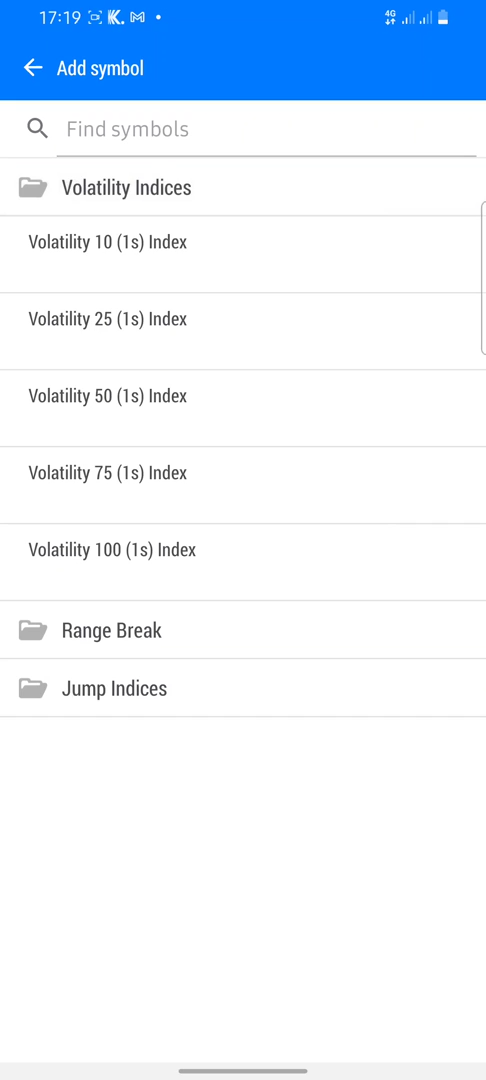 17:19 K. M
4G
Add symbol
Find symbols
Volatility Indices
Volatility 10 (1s) Index
Volatility 25 (1s) Index
Volatility 50 (1s) Index
Volatility 75 (1s) Index
Volatility 100 (1s) Index
Range Break
Jump Indices